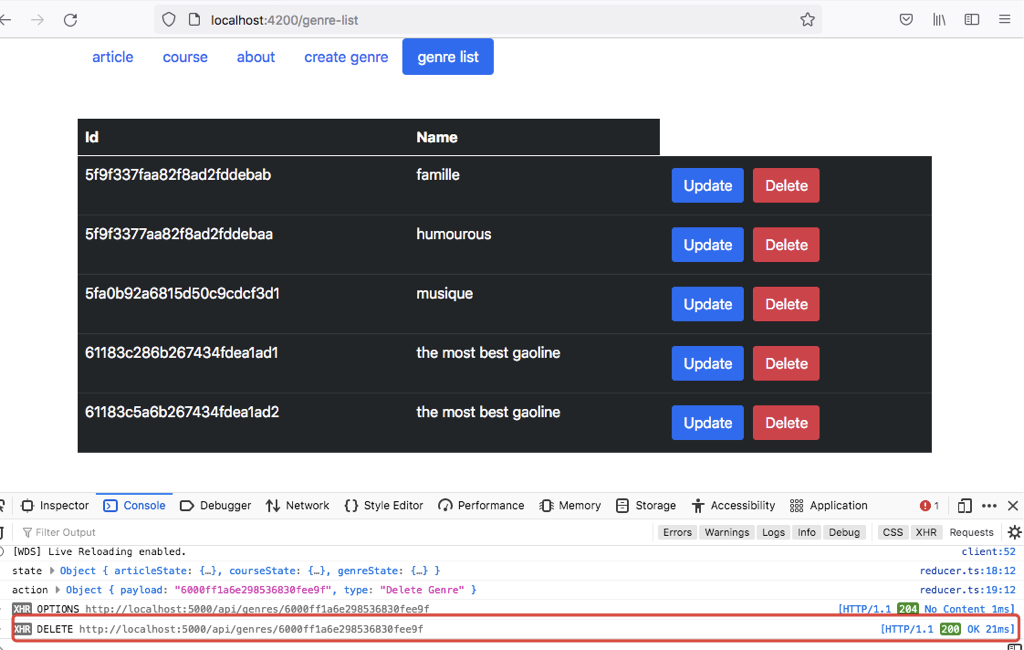 localhost:4200/genre-list
article course about create genre genre list
Id Name
5f9f337faa82f8ad2fddebab famille Update Delete
5f9f3377aa82f8ad2fddebaa humourous Update Delete
5fa0b92a6815d50c9cdcf3d1 musique Update Delete
61183c286b267434fdea1ad1 the most best gaoline Update Delete
61183c5a6b267434fdea1ad2 the most best gaoline Update Delete
Inspector Console Debugger Network {} Style Editor Performance Memory Storage Accessibility Application 1
Filter Output Errors Warnings Logs Info Debug CSS XHR Requests
[WDS] Live Reloading enabled. client:52
state Object { articleState: {…}, courseState: {…}, genreState: {…} } reducer.ts:18:12
action Object { payload: "6000ff1a6e298536830fee9f", type: "Delete Genre" } reducer.ts:19:12
XHR OPTIONS http://localhost:5000/api/genres/6000ff1a6e298536830fee9f [HTTP/1.1 204 No Content 1ms]
XHR DELETE http://localhost:5000/api/genres/6000ff1a6e298536830fee9f [HTTP/1.1 200 OK 21ms]